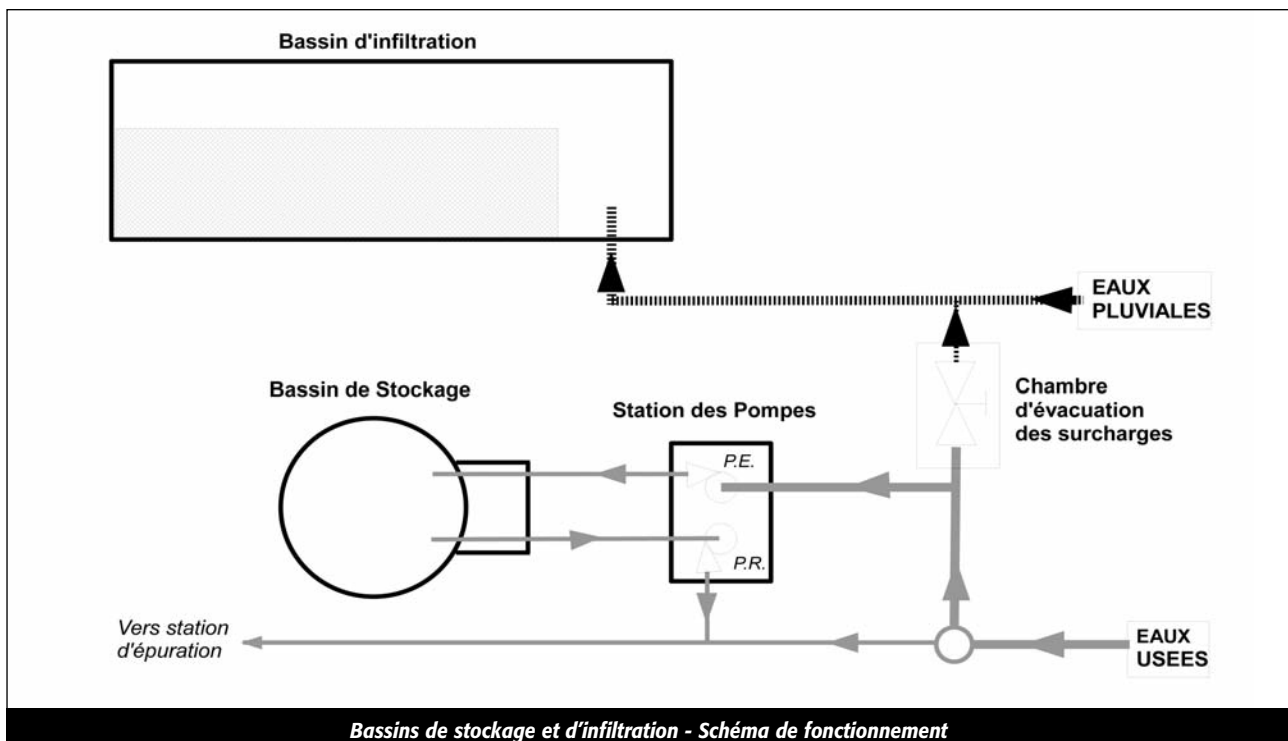 Bassin d'infiltration
EAUX
PLUVIALES
Bassin de Stockage
Station des Pompes
Chambre
d'évacuation
des surcharges
P.E.
P.R.
Vers station
d'épuration
EAUX
USEES
Bassins de stockage et d'infiltration - Schéma de fonctionnement